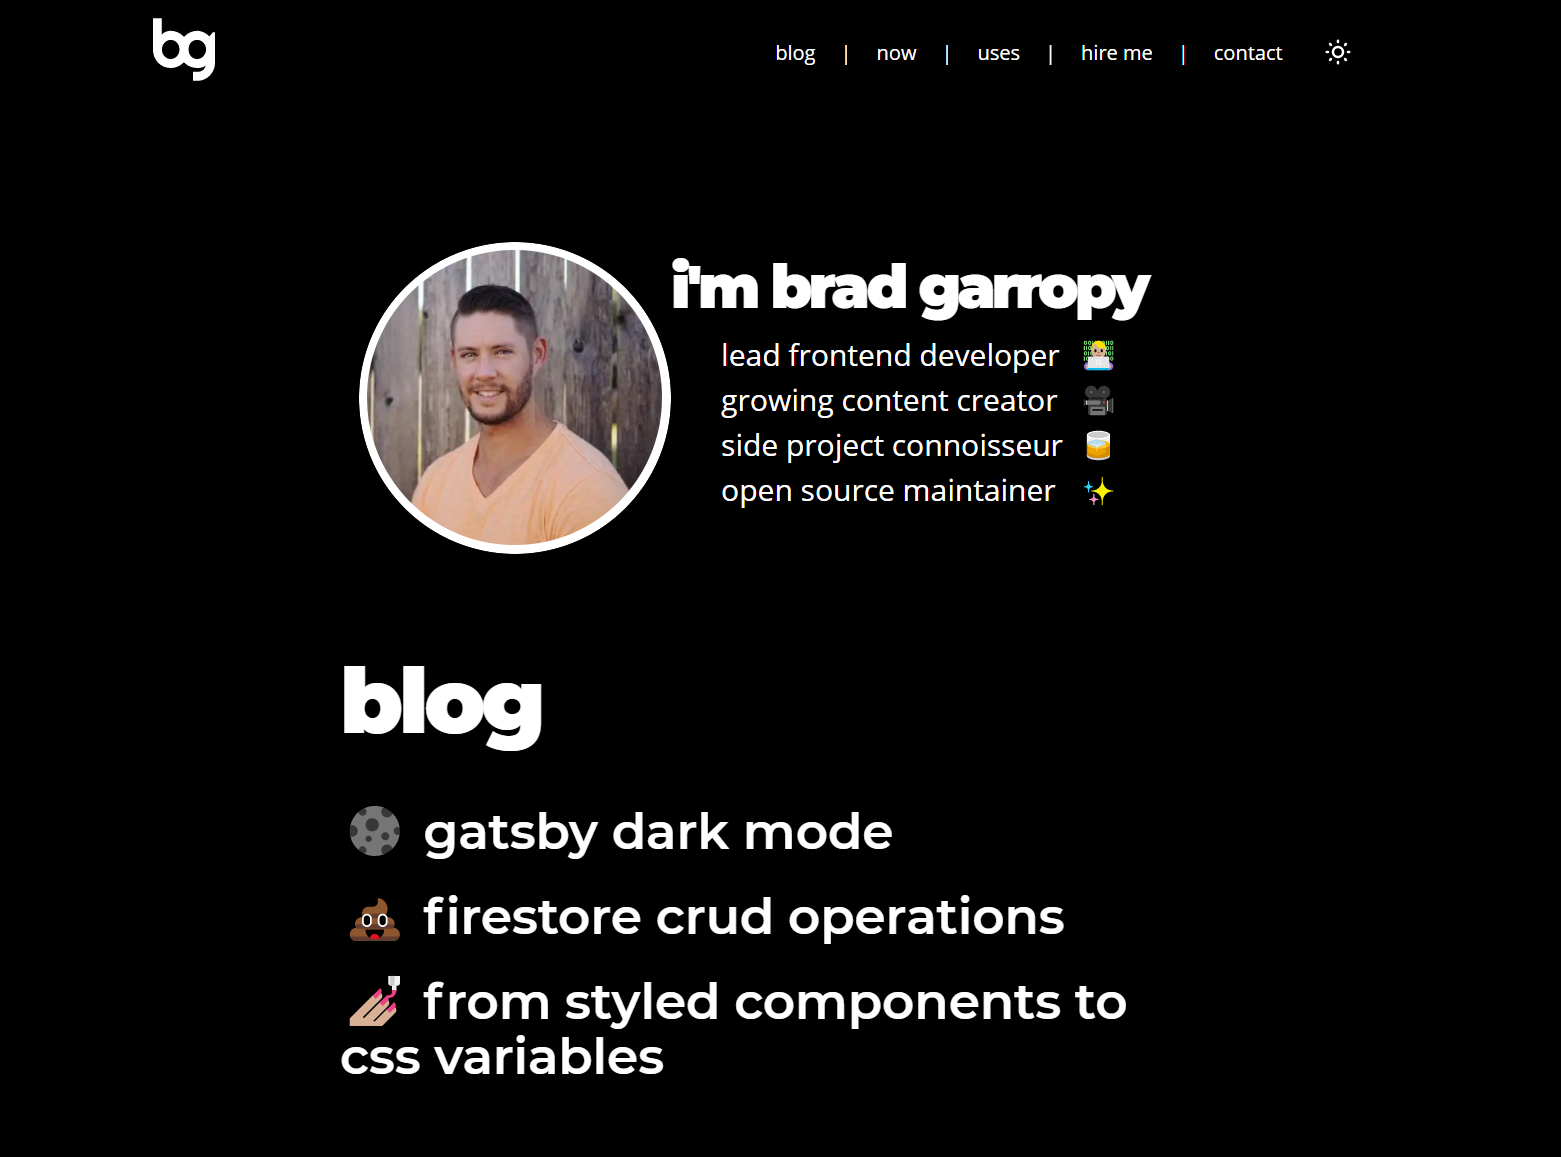 bg
blog | now | uses | hire me | contact
i'm brad garropy
lead frontend developer
growing content creator
side project connoisseur
open source maintainer
blog
gatsby dark mode
firestore crud operations
from styled components to
css variables